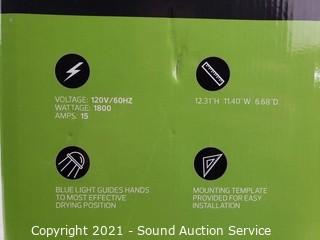 VOLTAGE: 120V/60HZ
WATTAGE: 1800
AMPS. 15
12.31"H 11.40"W 6.68"D
BLUE LIGHT GUIDES HANDS
TO MOST EFFECTIVE
DRYING POSITION
MOUNTING TEMPLATE
PROVIDED FOR EASY
INSTALLATION
Copyright 2021 - Sound Auction Service